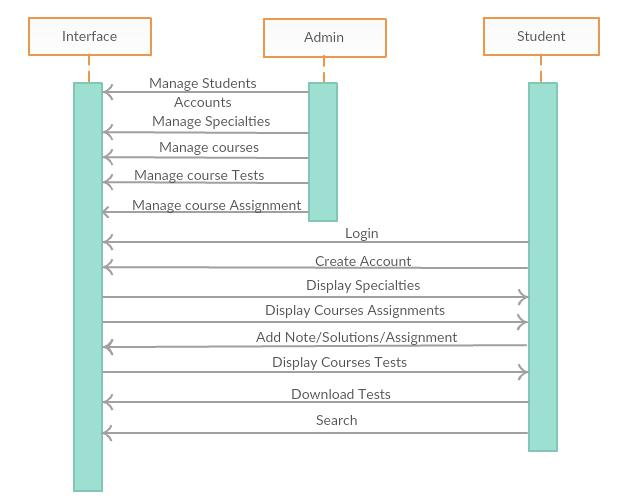 Interface
Admin
Student
Manage Students
Accounts
Manage Specialties
Manage courses
Manage course Tests
Manage course Assignment
Login
Create Account
Display Specialties
Display Courses Assignments
Add Note/Solutions/Assignment
Display Courses Tests
Download Tests
Search